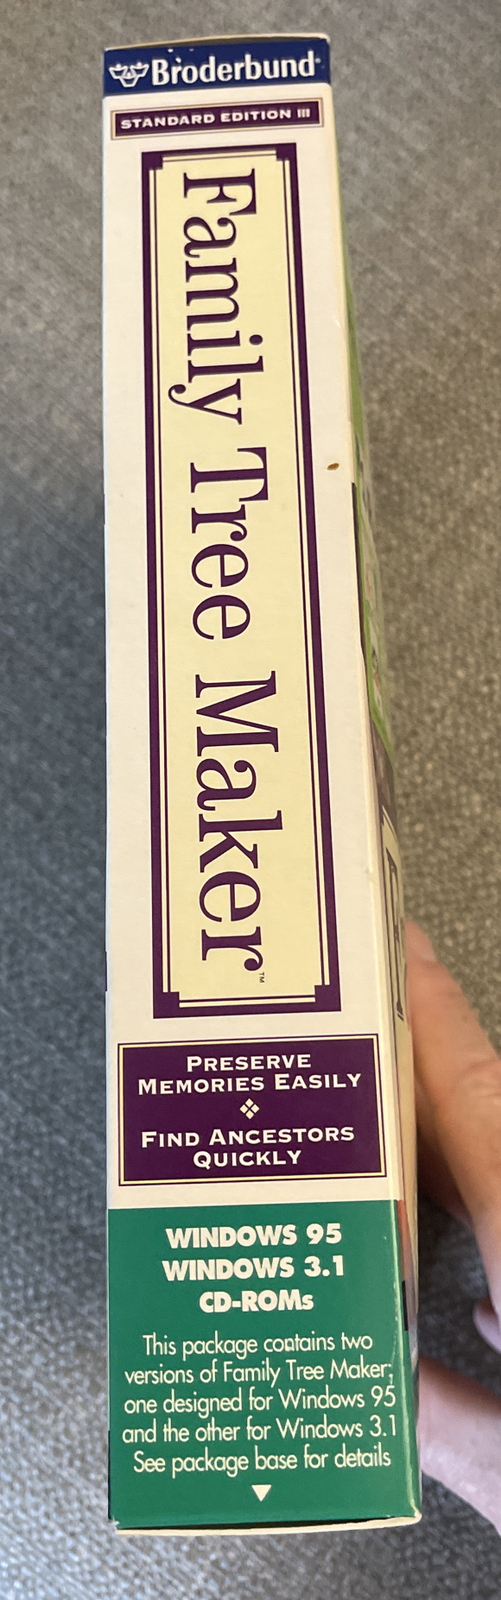 Broderbund®
STANDARD EDITION III
Family Tree Maker™
PRESERVE
MEMORIES EASILY
FIND ANCESTORS
QUICKLY
WINDOWS 95
WINDOWS 3.1
CD-ROMs
This package contains two
versions of Family Tree Maker;
one designed for Windows 95
and the other for Windows 3.1
See package base for details